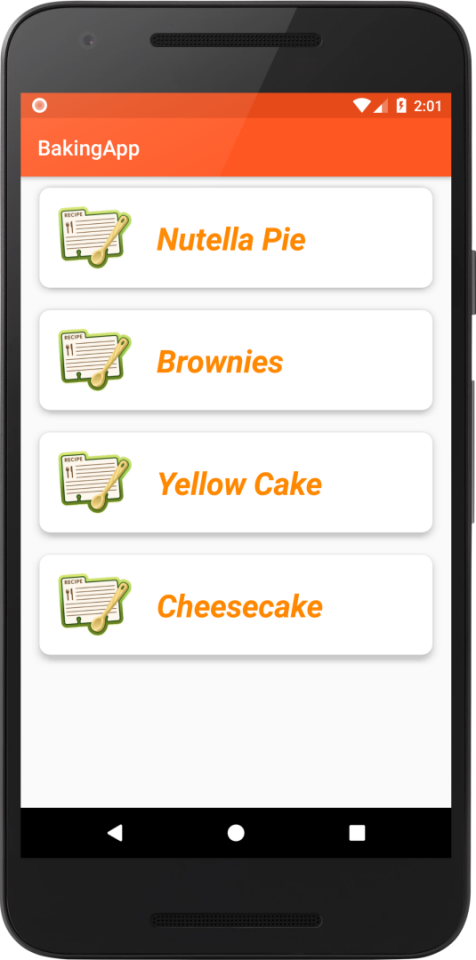 2:01
BakingApp
RECIPE
Nutella Pie
RECIPE
Brownies
RECIPE
Yellow Cake
RECIPE
Cheesecake